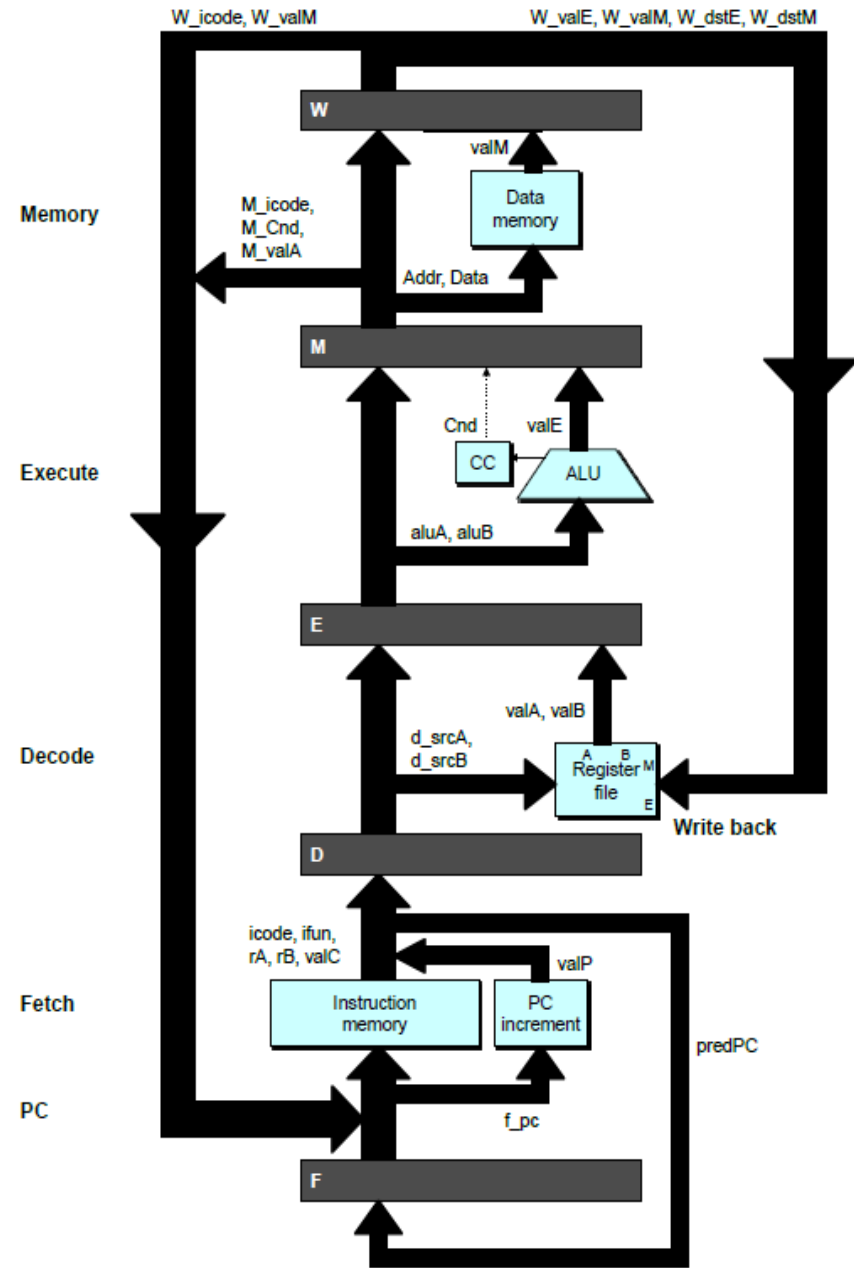 W_icode, W_valM
W_valE, W_valM, W_dstE, W_dstM
W
valM
Data
memory
Memory
M_icode,
M_Cnd,
M_valA
Addr, Data
M
Cnd
valE
CC
ALU
Execute
aluA, aluB
E
valA, valB
d_srcA,
d_srcB
Decode
A
B
M
Register
file
E
Write back
D
icode, ifun,
rA, rB, valC
valP
Fetch
Instruction
memory
PC
increment
predPC
PC
f_pc
F